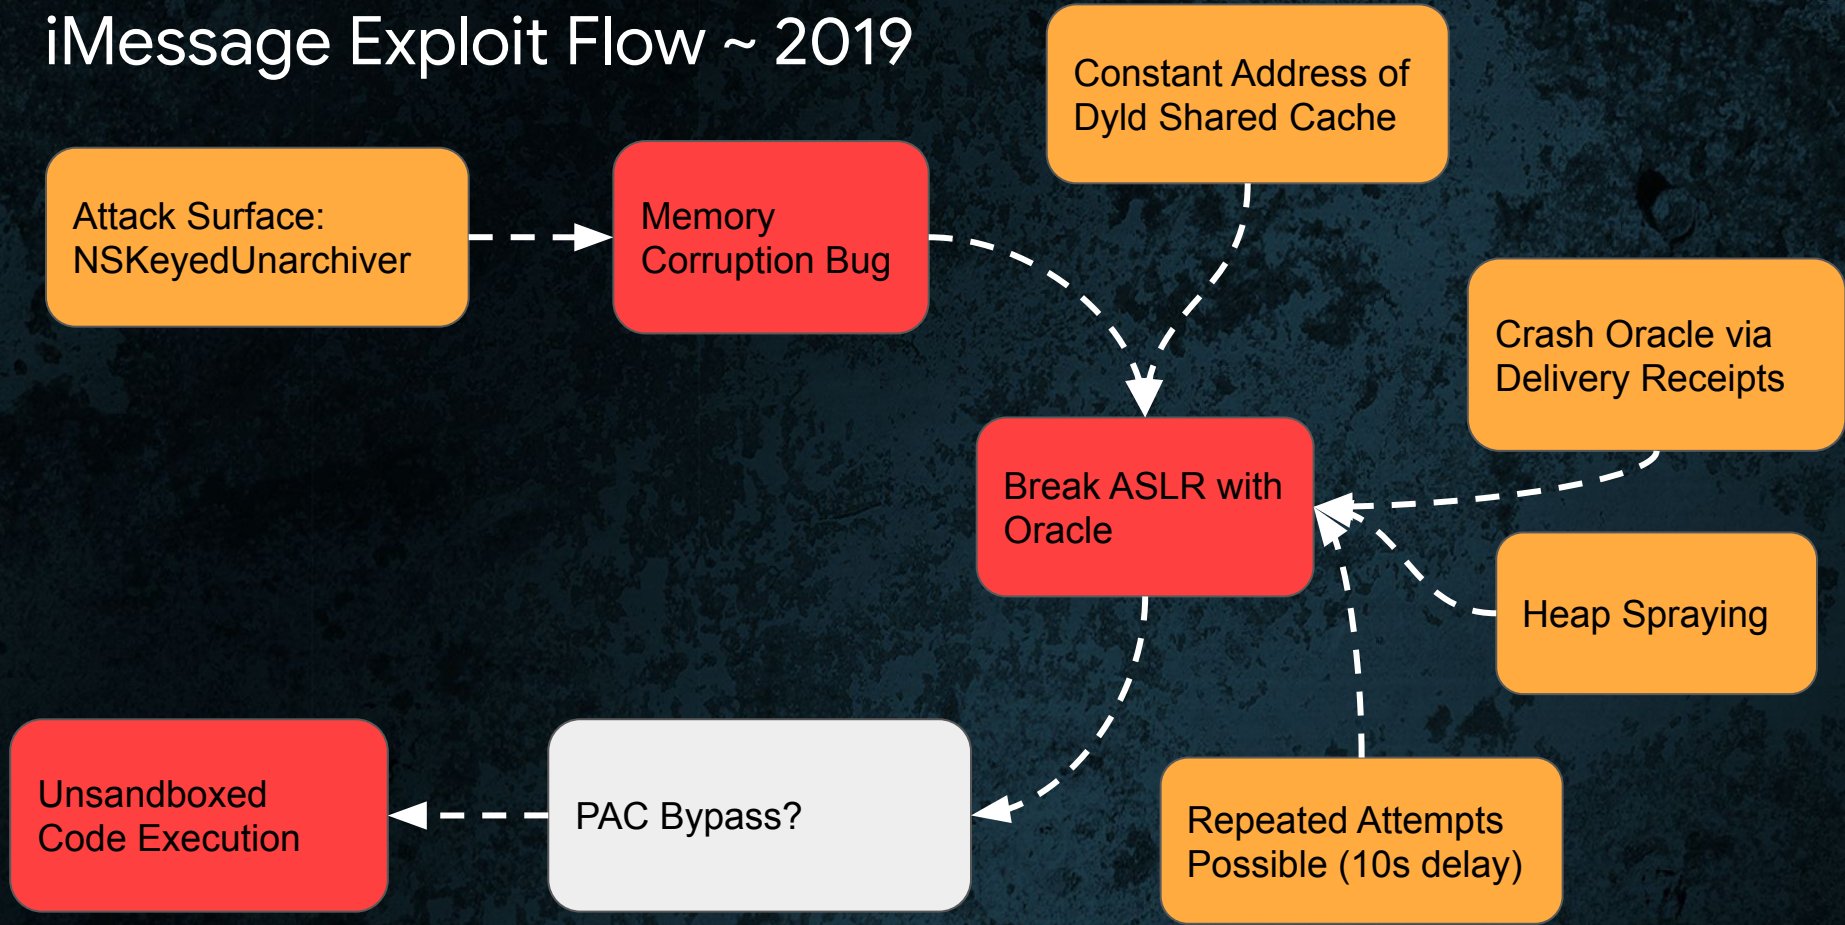 iMessage Exploit Flow ~ 2019
Constant Address of
Dyld Shared Cache
Attack Surface:
NSKeyedUnarchiver
Memory
Corruption Bug
Crash Oracle via
Delivery Receipts
Break ASLR with
Oracle
Heap Spraying
Unsandboxed
Code Execution
PAC Bypass?
Repeated Attempts
Possible (10s delay)